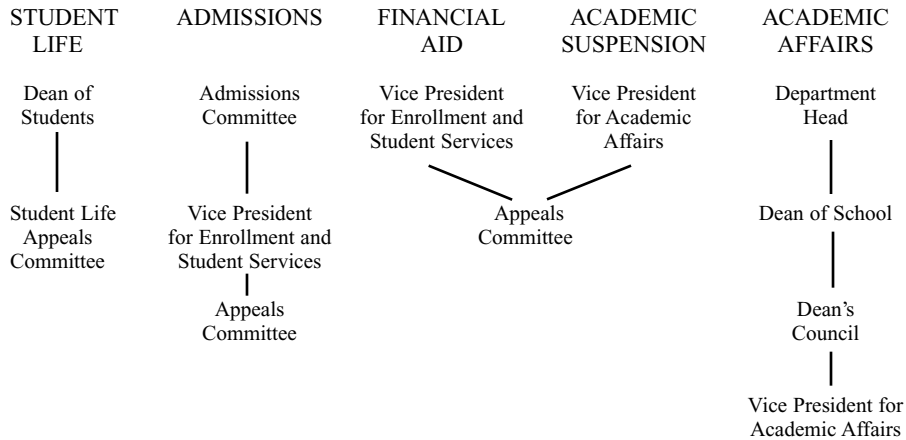 STUDENT
LIFE
Dean of
Students
Student Life
Appeals
Committee
ADMISSIONS
Admissions
Committee
Vice President
for Enrollment and
Student Services
Appeals
Committee
FINANCIAL
AID
Vice President
for Enrollment and
Student Services
ACADEMIC
SUSPENSION
Vice President
for Academic
Affairs
Appeals
Committee
ACADEMIC
AFFAIRS
Department
Head
Dean of School
Dean’s
Council
Vice President for
Academic Affairs